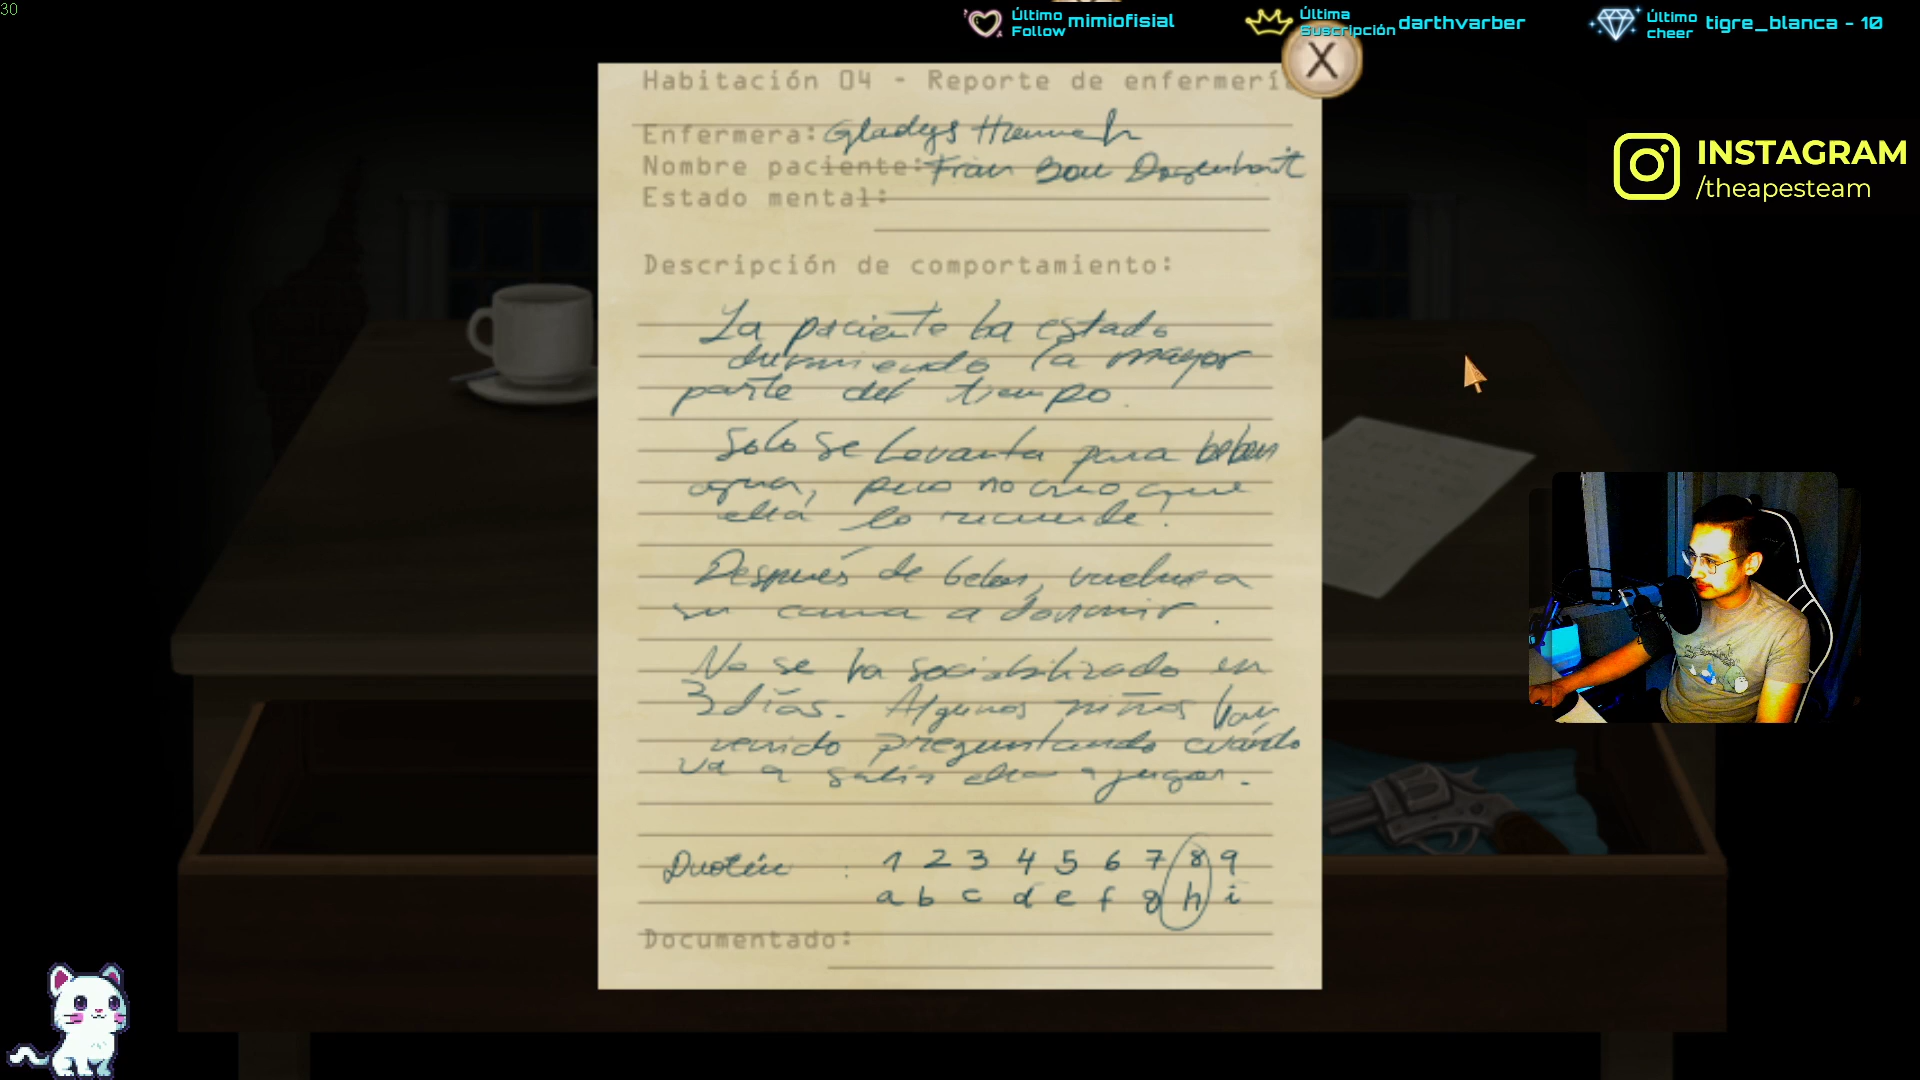 30
Último Follow mimiofisial
Última Suscripción darthvarber
Último cheer tigre_blanca - 10
X
INSTAGRAM
/theapesteam
Habitación 04 - Reporte de enfermerí
Enfermera: Gladys
Nombre paciente: Fran Bou
Estado mental:
Descripción de comportamiento:
La paciente ha estado
durmiendo la mayor
parte del tiempo.
Solo se levanta para beber
agua, pero no creo que
ella lo recuerde!
Después de beber, vuelve a
su cama a dormir.
No se ha sociabilizado en
3 días. Algunos niños han
venido preguntando cuándo
va a salir ella a jugar.
: 1 2 3 4 5 6 7 8 9
a b c d e f g h i
Documentado: